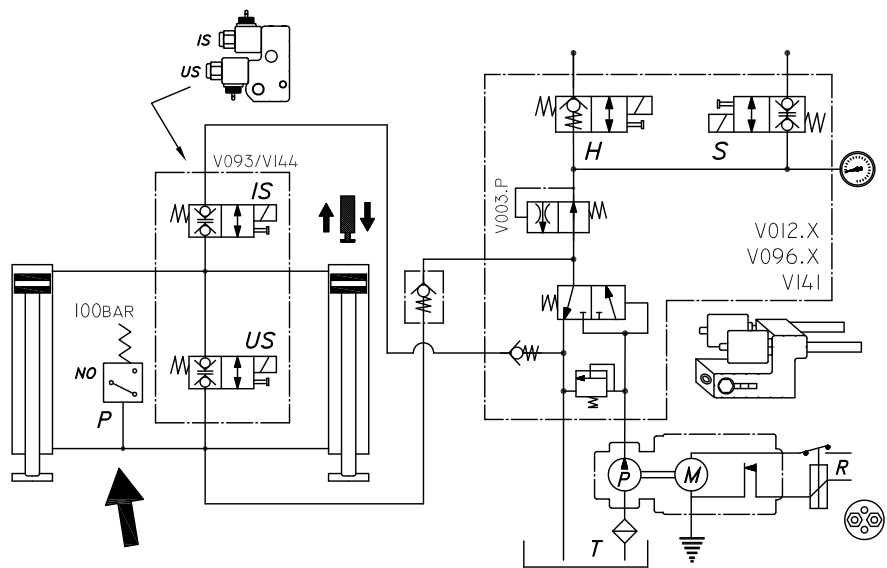 IS
US
V093/V144
IS
V003.P
H
S
V012.X
V096.X
V141
100BAR
US
NO
P
P
M
R
T